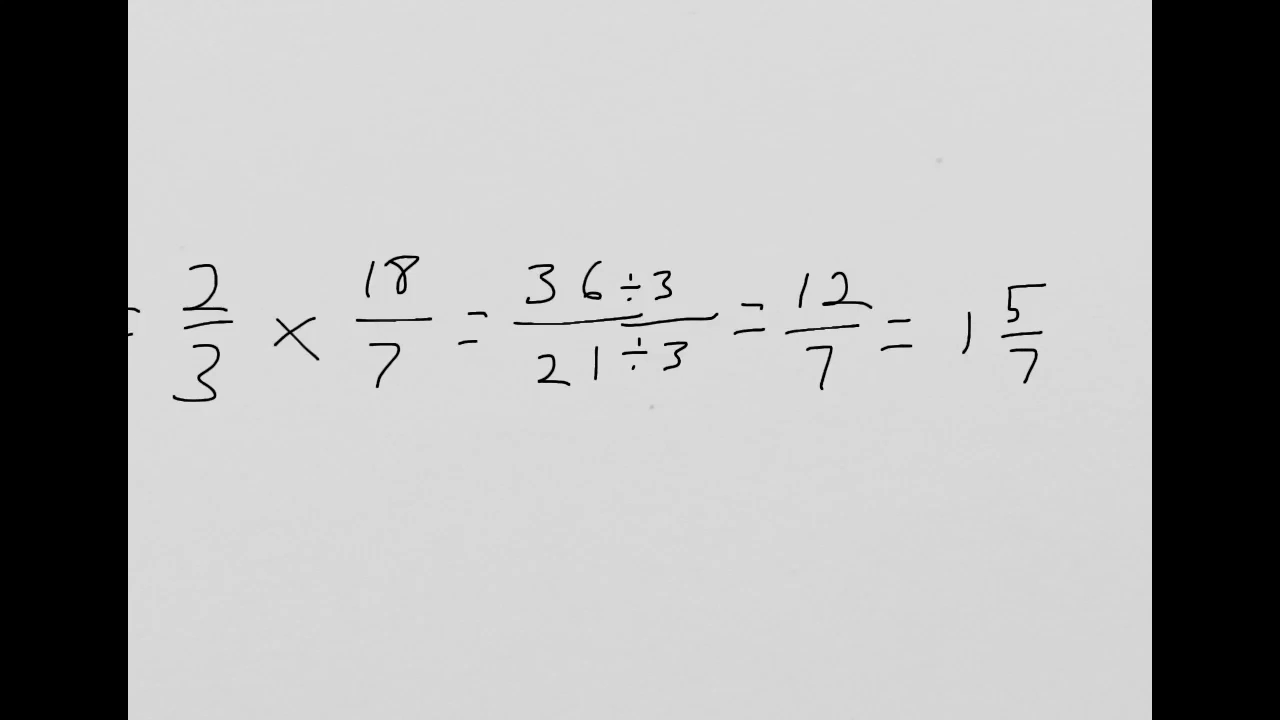 = 2/3 × 18/7 = 36÷3/21÷3 = 12/7 = 1 5/7